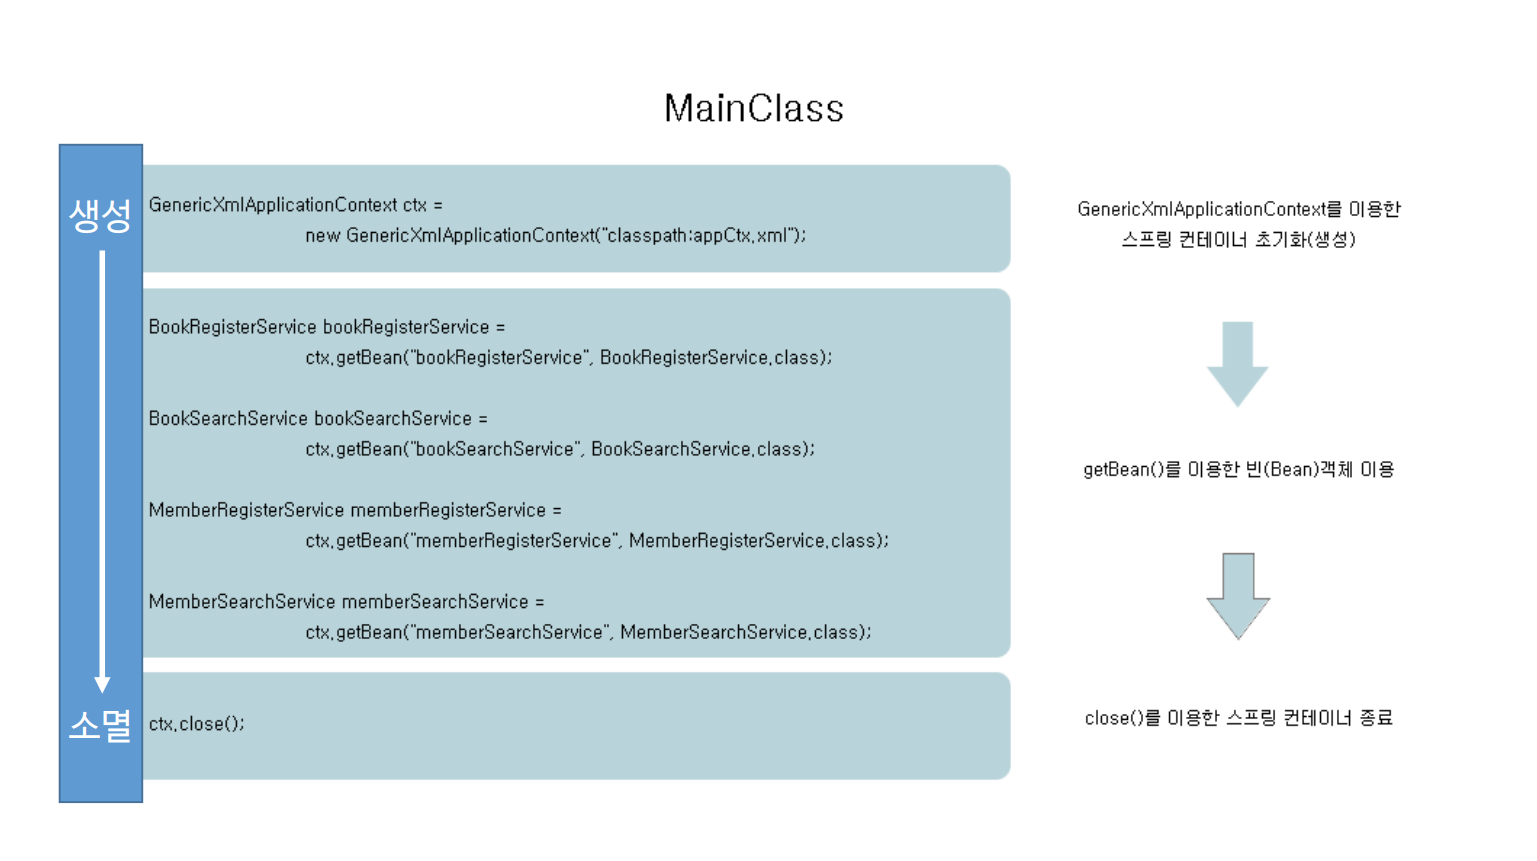 MainClass
생성
GenericXmlApplicationContext ctx =
new GenericXmlApplicationContext("classpath:appCtx.xml");
BookRegisterService bookRegisterService =
ctx.getBean("bookRegisterService", BookRegisterService.class);
BookSearchService bookSearchService =
ctx.getBean("bookSearchService", BookSearchService.class);
MemberRegisterService memberRegisterService =
ctx.getBean("memberRegisterService", MemberRegisterService.class);
MemberSearchService memberSearchService =
ctx.getBean("memberSearchService", MemberSearchService.class);
소멸
ctx.close();
GenericXmlApplicationContext를 이용한
스프링 컨테이너 초기화(생성)
getBean()를 이용한 빈(Bean)객체 이용
close()를 이용한 스프링 컨테이너 종료